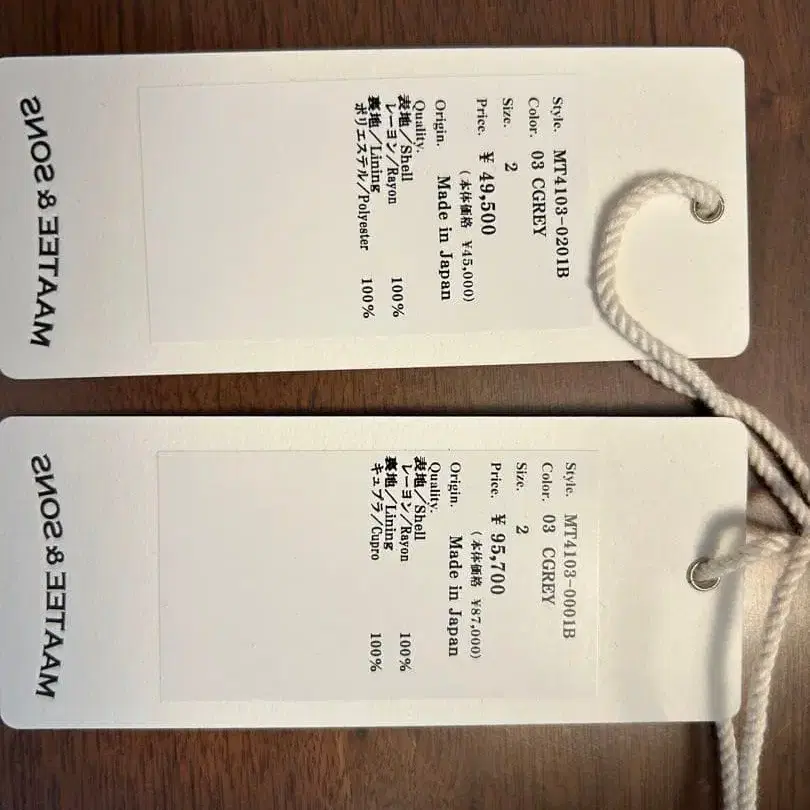 Style. MT4103-0201B
Color. 03 CGREY
Size. 2
Price. ¥ 49,500
(本体価格 ¥45,000)
Origin. Made in Japan
Quality.
表地/Shell
レーヨン/Rayon 100%
裏地/Lining
ポリエステル/Polyester 100%
MAATEE & SONS
Style. MT4103-0001B
Color. 03 CGREY
Size. 2
Price. ¥ 95,700
(本体価格 ¥87,000)
Origin. Made in Japan
Quality.
表地/Shell
レーヨン/Rayon 100%
裏地/Lining
キュプラ/Cupro 100%
MAATEE & SONS